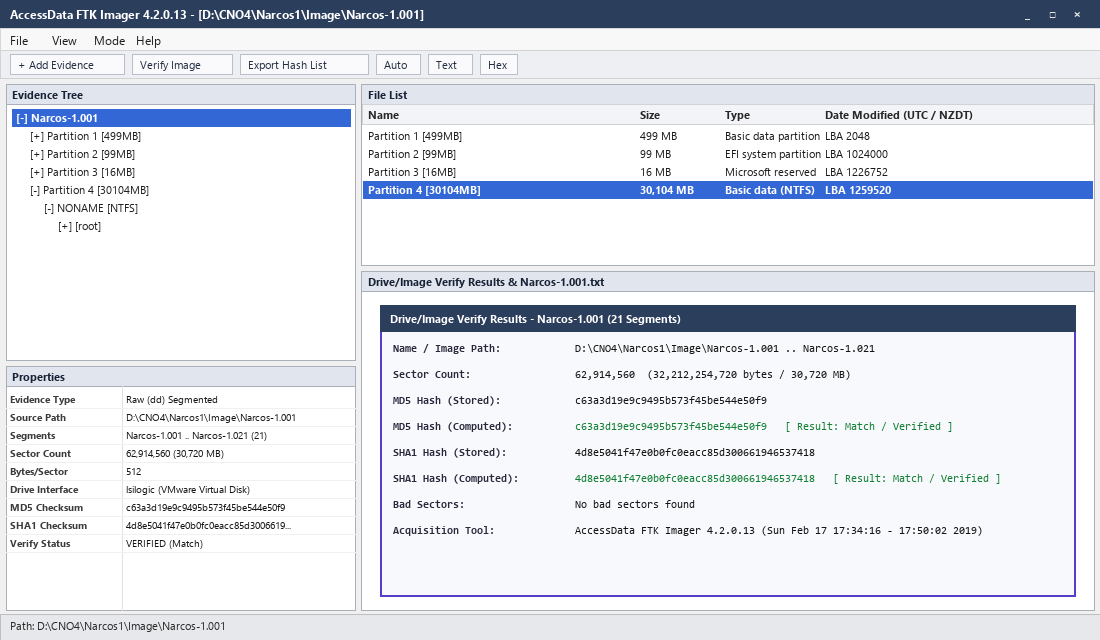 AccessData FTK Imager 4.2.0.13 - [D:\CNO4\Narcos1\Image\Narcos-1.001]
File View Mode Help
+ Add Evidence Verify Image Export Hash List Auto Text Hex
Evidence Tree
[-] Narcos-1.001
[+] Partition 1 [499MB]
[+] Partition 2 [99MB]
[+] Partition 3 [16MB]
[-] Partition 4 [30104MB]
[-] NONAME [NTFS]
[+] [root]
File List
Name Size Type Date Modified (UTC / NZDT)
Partition 1 [499MB] 499 MB Basic data partition LBA 2048
Partition 2 [99MB] 99 MB EFI system partition LBA 1024000
Partition 3 [16MB] 16 MB Microsoft reserved LBA 1226752
Partition 4 [30104MB] 30,104 MB Basic data (NTFS) LBA 1259520
Properties
Evidence Type Raw (dd) Segmented
Source Path D:\CNO4\Narcos1\Image\Narcos-1.001
Segments Narcos-1.001 .. Narcos-1.021 (21)
Sector Count 62,914,560 (30,720 MB)
Bytes/Sector 512
Drive Interface lsilogic (VMware Virtual Disk)
MD5 Checksum c63a3d19e9c9495b573f45be544e50f9
SHA1 Checksum 4d8e5041f47e0b0fc0eacc85d3006619...
Verify Status VERIFIED (Match)
Drive/Image Verify Results & Narcos-1.001.txt
Drive/Image Verify Results - Narcos-1.001 (21 Segments)
Name / Image Path: D:\CNO4\Narcos1\Image\Narcos-1.001 .. Narcos-1.021
Sector Count: 62,914,560 (32,212,254,720 bytes / 30,720 MB)
MD5 Hash (Stored): c63a3d19e9c9495b573f45be544e50f9
MD5 Hash (Computed): c63a3d19e9c9495b573f45be544e50f9 [ Result: Match / Verified ]
SHA1 Hash (Stored): 4d8e5041f47e0b0fc0eacc85d300661946537418
SHA1 Hash (Computed): 4d8e5041f47e0b0fc0eacc85d300661946537418 [ Result: Match / Verified ]
Bad Sectors: No bad sectors found
Acquisition Tool: AccessData FTK Imager 4.2.0.13 (Sun Feb 17 17:34:16 - 17:50:02 2019)
Path: D:\CNO4\Narcos1\Image\Narcos-1.001